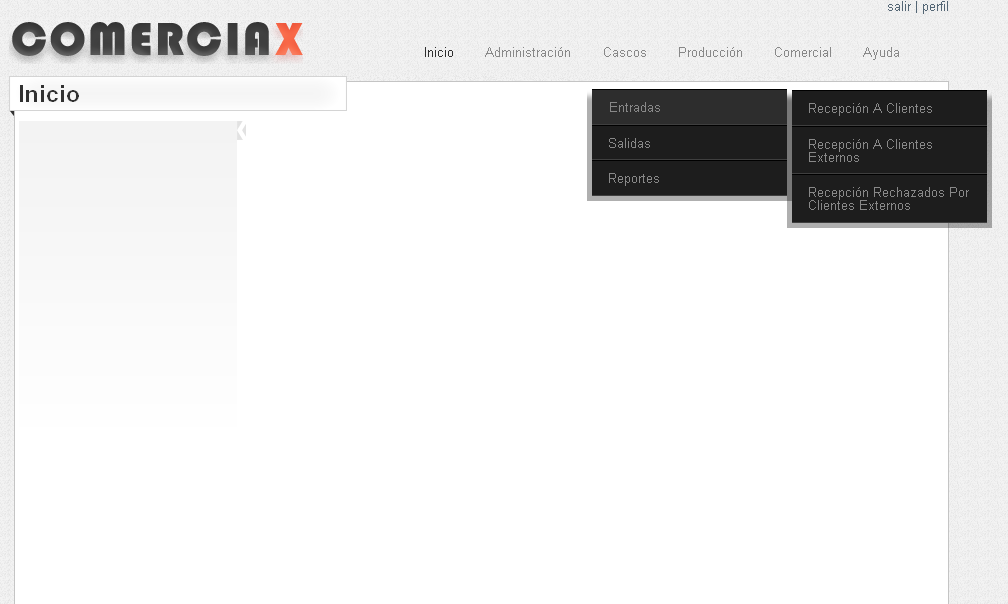 salir | perfil
COMERCIAX
Inicio Administración Cascos Producción Comercial Ayuda
Inicio
Entradas
Salidas
Reportes
Recepción A Clientes
Recepción A Clientes
Externos
Recepción Rechazados Por
Clientes Externos